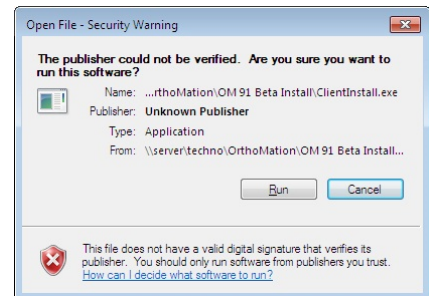 Open File - Security Warning
The publisher could not be verified. Are you sure you want to
run this software?
Name: ...rthoMation\OM 91 Beta Install\ClientInstall.exe
Publisher: Unknown Publisher
Type: Application
From: \\server\techno\OrthoMation\OM 91 Beta Install...
Run Cancel
This file does not have a valid digital signature that verifies its
publisher. You should only run software from publishers you trust.
How can I decide what software to run?